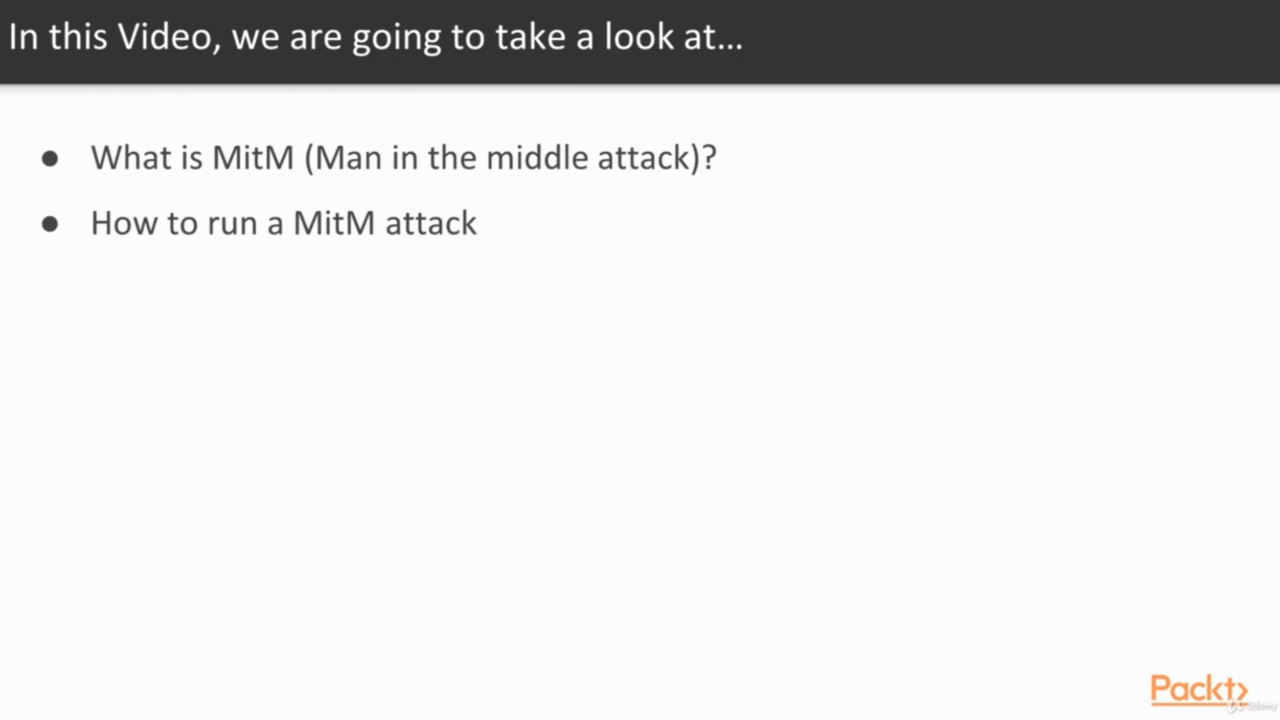 In this Video, we are going to take a look at...
● What is MitM (Man in the middle attack)?
● How to run a MitM attack
Packt>
Udemy